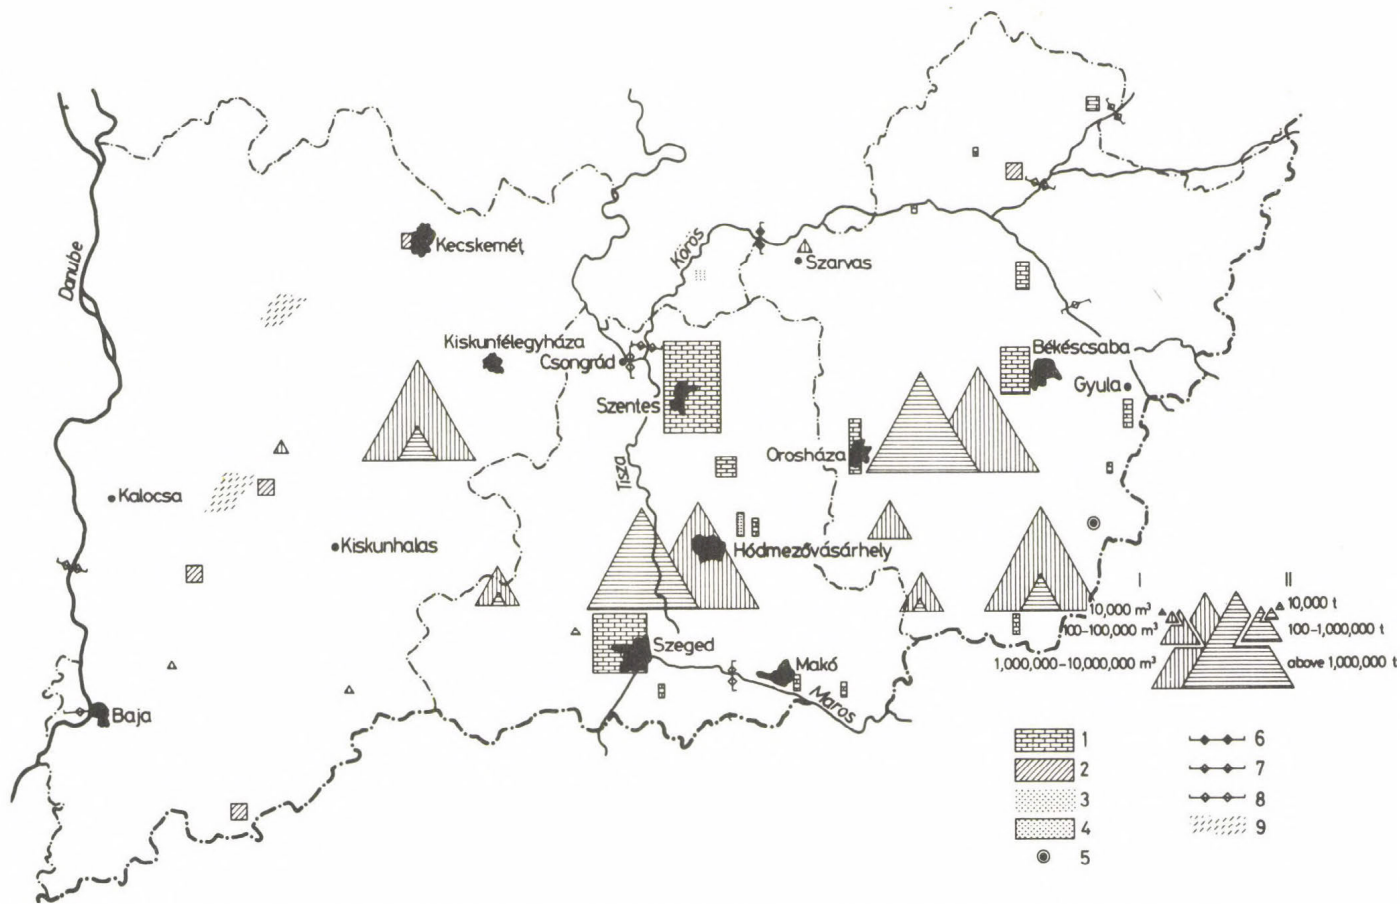 Danube
Kecskemét
Körös
Szarvas
Kiskunfélegyháza
Csongrád
Békéscsaba
Gyula
Szentes
Orosháza
Tisza
Kalocsa
Kiskunhalas
Hódmezővásárhely
Szeged
Makó
Maros
Baja
I II
10,000 m³ 10,000 t
100-100,000 m³ 100-1,000,000 t
1,000,000-10,000,000 m³ above 1,000,000 t
1 6
2 7
3 8
4 9
5